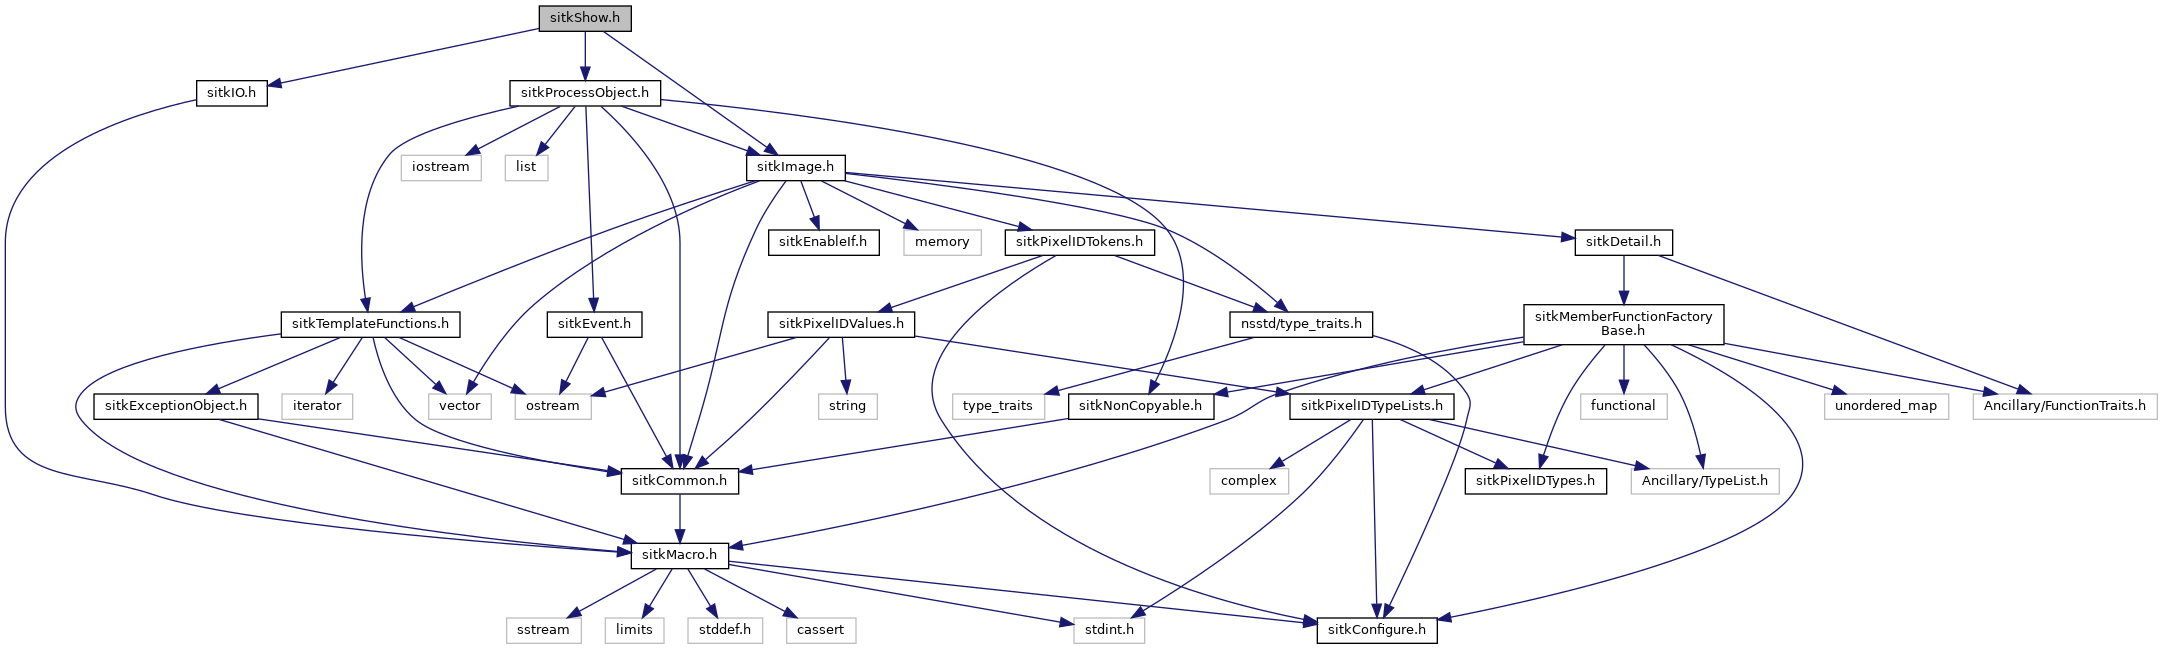 sitkShow.h
sitkIO.h
sitkProcessObject.h
iostream
list
sitkImage.h
sitkEnableIf.h
memory
sitkPixelIDTokens.h
sitkDetail.h
sitkTemplateFunctions.h
sitkEvent.h
sitkPixelIDValues.h
nsstd/type_traits.h
sitkMemberFunctionFactory
Base.h
sitkExceptionObject.h
iterator
vector
ostream
string
type_traits
sitkNonCopyable.h
sitkPixelIDTypeLists.h
functional
unordered_map
Ancillary/FunctionTraits.h
sitkCommon.h
complex
sitkPixelIDTypes.h
Ancillary/TypeList.h
sitkMacro.h
sstream
limits
stddef.h
cassert
stdint.h
sitkConfigure.h